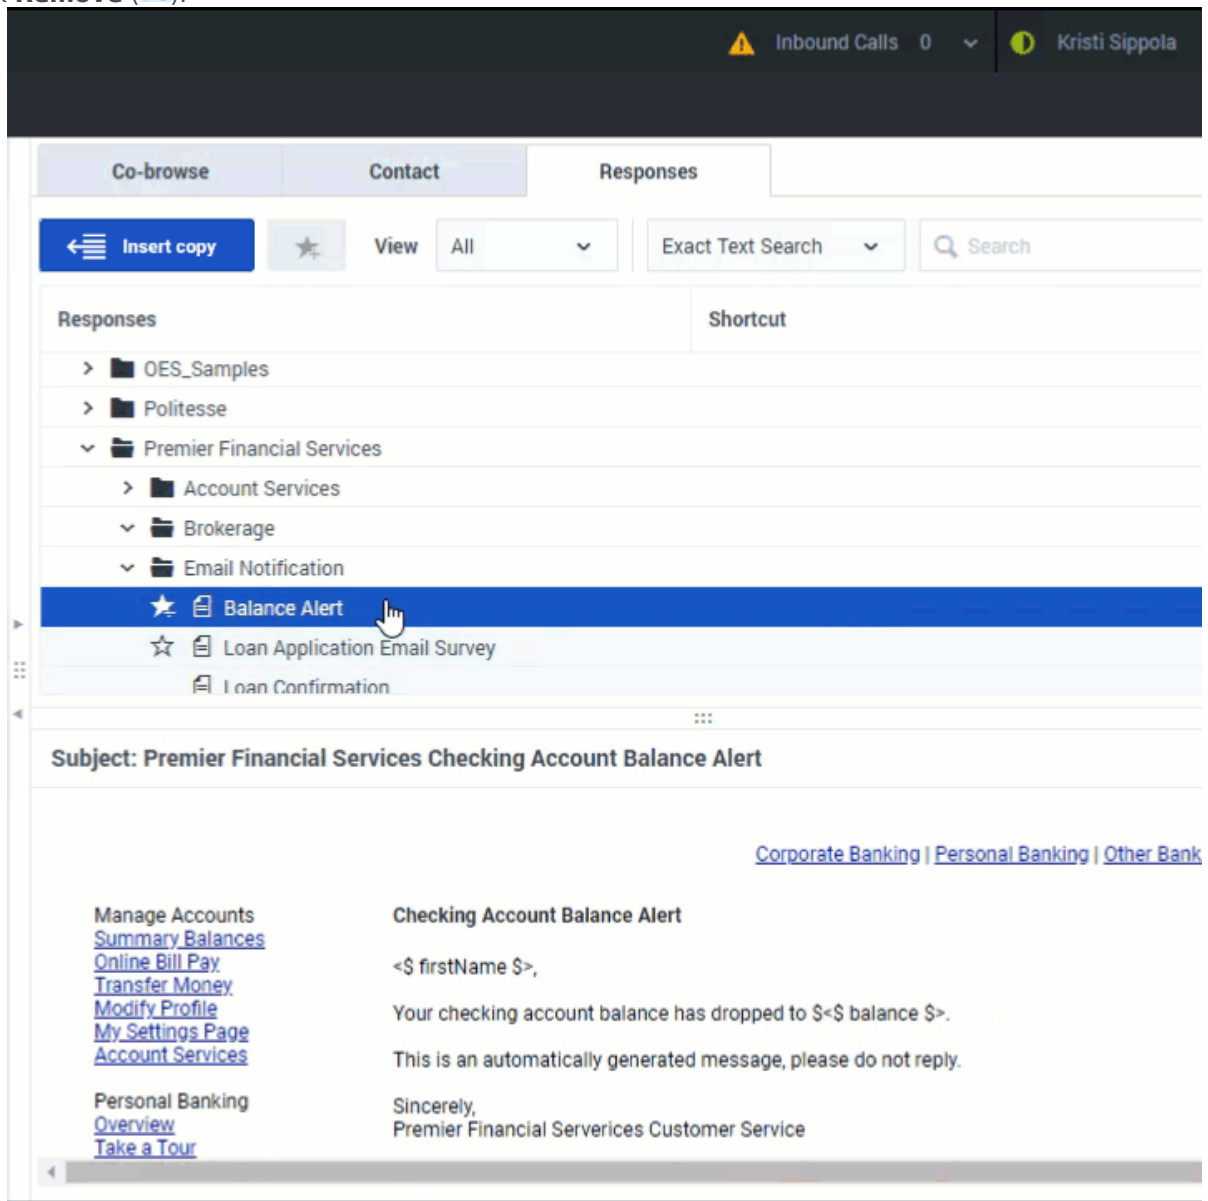 Remove (
Inbound Calls 0 Kristi Sippola
Co-browse Contact Responses
Insert copy View All Exact Text Search Search
Responses Shortcut
OES_Samples
Politesse
Premier Financial Services
Account Services
Brokerage
Email Notification
Balance Alert
Loan Application Email Survey
Loan Confirmation
Subject: Premier Financial Services Checking Account Balance Alert
Corporate Banking | Personal Banking | Other Bank
Manage Accounts
Summary Balances
Online Bill Pay
Transfer Money
Modify Profile
My Settings Page
Account Services
Personal Banking
Overview
Take a Tour
Checking Account Balance Alert
<$ firstName $>,
Your checking account balance has dropped to $<$ balance $>.
This is an automatically generated message, please do not reply.
Sincerely,
Premier Financial Serverices Customer Service